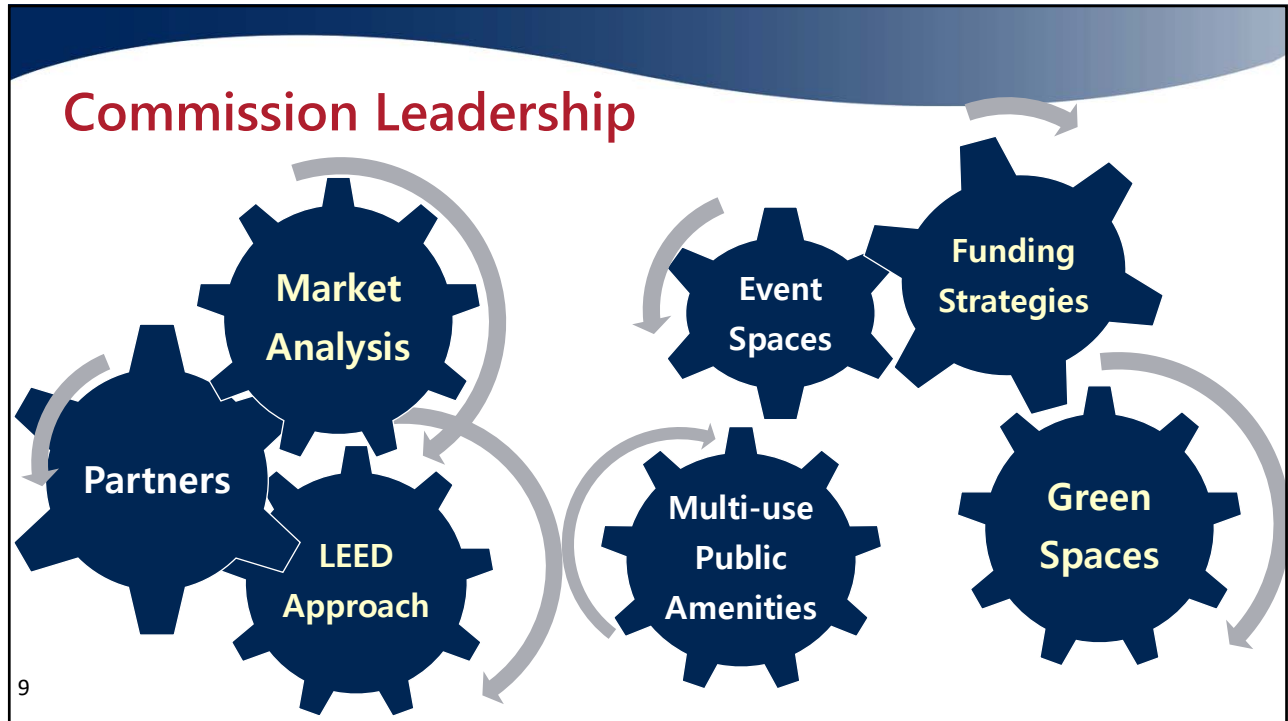 Commission Leadership
Market
Analysis
Partners
LEED
Approach
Event
Spaces
Funding
Strategies
Multi-use
Public
Amenities
Green
Spaces
9